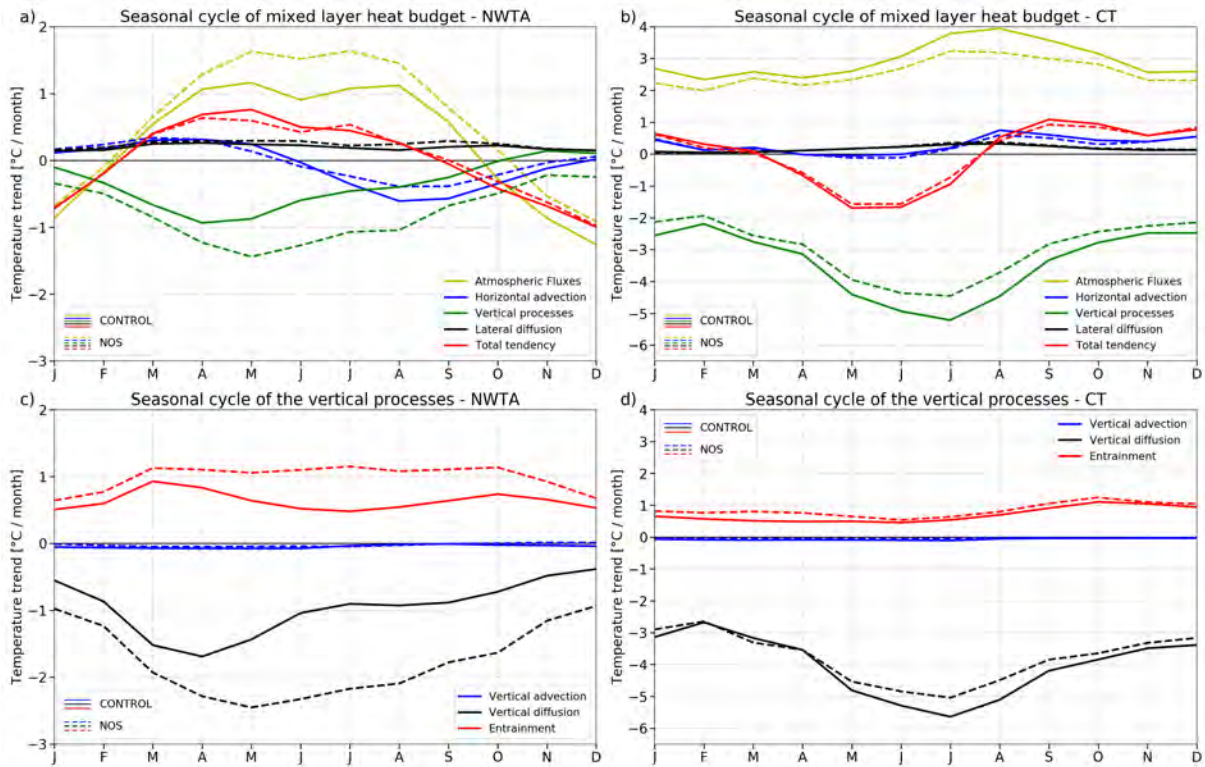 a) Seasonal cycle of mixed layer heat budget - NWTA
Temperature trend [°C / month]
2
1
0
−1
−2
−3
CONTROL
NOS
Atmospheric Fluxes
Horizontal advection
Vertical processes
Lateral diffusion
Total tendency
J F M A M J J A S O N D
b) Seasonal cycle of mixed layer heat budget - CT
Temperature trend [°C / month]
4
3
2
1
0
−1
−2
−3
−4
−5
−6
CONTROL
NOS
Atmospheric Fluxes
Horizontal advection
Vertical processes
Lateral diffusion
Total tendency
J F M A M J J A S O N D
c) Seasonal cycle of the vertical processes - NWTA
Temperature trend [°C / month]
2
1
0
−1
−2
−3
CONTROL
NOS
Vertical advection
Vertical diffusion
Entrainment
J F M A M J J A S O N D
d) Seasonal cycle of the vertical processes - CT
Temperature trend [°C / month]
4
3
2
1
0
−1
−2
−3
−4
−5
−6
CONTROL
NOS
Vertical advection
Vertical diffusion
Entrainment
J F M A M J J A S O N D